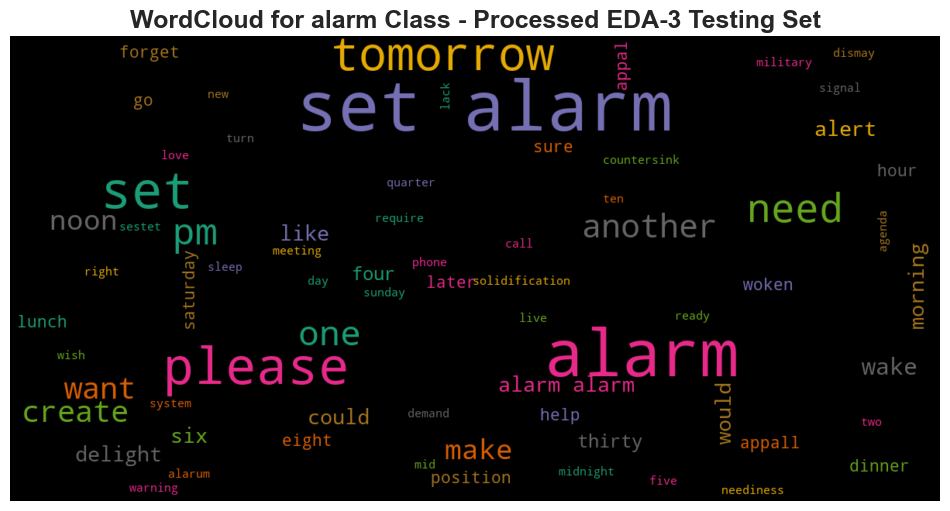 WordCloud for alarm Class - Processed EDA-3 Testing Set
forget
tomorrow
appal
dismay
military
go
new
lack
set alarm
signal
alert
turn
sure
love
countersink
hour
set
quarter
ten
need
noon
sestet
pm
like
require
another
agenda
call
meeting
right
saturday
sleep
day
four
phone
sunday
later
solidification
woken
morning
lunch
live
ready
one
wish
please
alarm
wake
want
alarm alarm
would
create
system
could
demand
help
two
six
eight
thirty
appall
delight
make
alarum
mid
position
midnight
dinner
warning
five
neediness